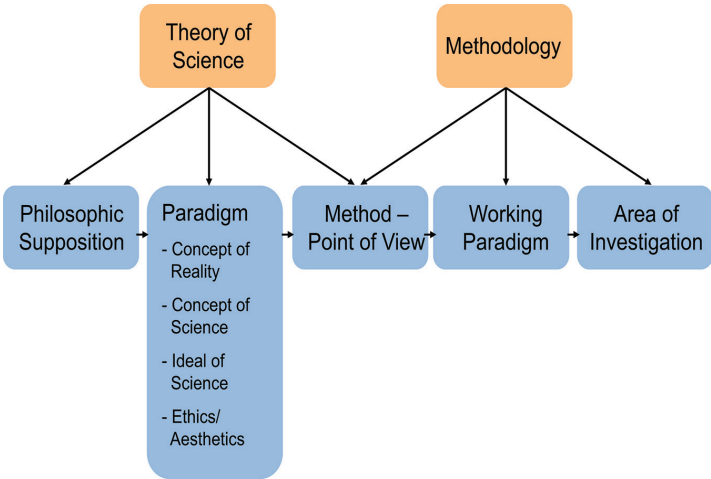 Theory of
Science
Methodology
Philosophic
Supposition
Paradigm
- Concept of
Reality
- Concept of
Science
- Ideal of
Science
- Ethics/
Aesthetics
Method –
Point of View
Working
Paradigm
Area of
Investigation